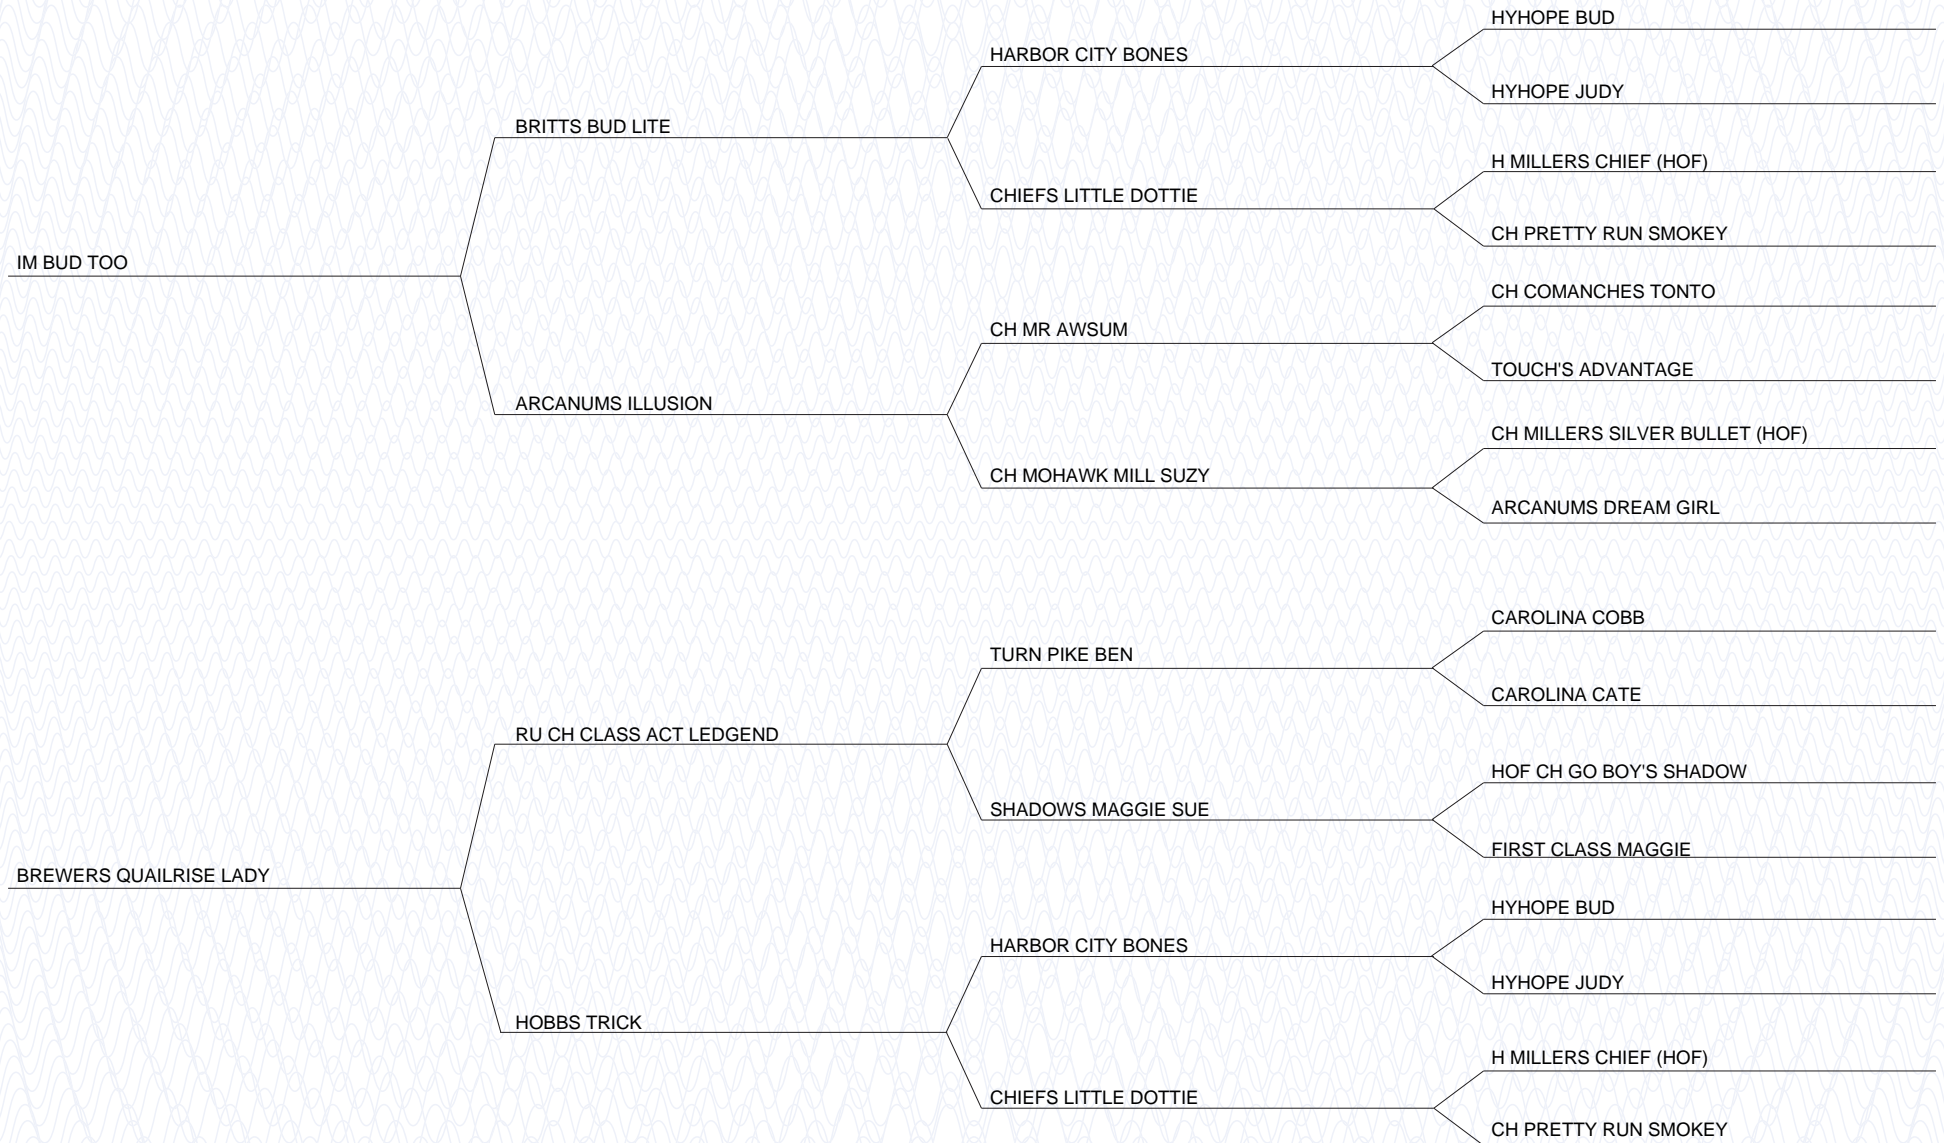 HYHOPE BUD
HARBOR CITY BONES
HYHOPE JUDY
BRITTS BUD LITE
H MILLERS CHIEF (HOF)
CHIEFS LITTLE DOTTIE
CH PRETTY RUN SMOKEY
IM BUD TOO
CH COMANCHES TONTO
CH MR AWSUM
TOUCH'S ADVANTAGE
ARCANUMS ILLUSION
CH MILLERS SILVER BULLET (HOF)
CH MOHAWK MILL SUZY
ARCANUMS DREAM GIRL
CAROLINA COBB
TURN PIKE BEN
CAROLINA CATE
RU CH CLASS ACT LEDGEND
HOF CH GO BOY'S SHADOW
SHADOWS MAGGIE SUE
FIRST CLASS MAGGIE
BREWERS QUAILRISE LADY
HYHOPE BUD
HARBOR CITY BONES
HYHOPE JUDY
HOBBS TRICK
H MILLERS CHIEF (HOF)
CHIEFS LITTLE DOTTIE
CH PRETTY RUN SMOKEY